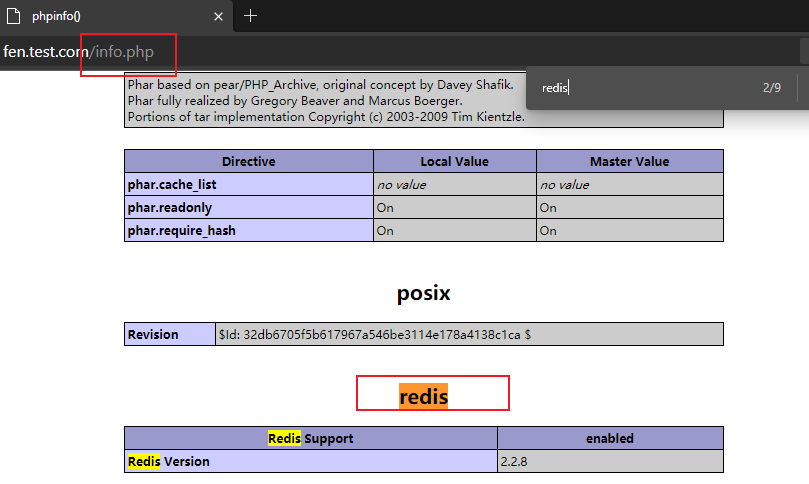 phpinfo()
fen.test.com/info.php
redis 2/9
Phar based on pear/PHP_Archive, original concept by Davey Shafik.
Phar fully realized by Gregory Beaver and Marcus Boerger.
Portions of tar implementation Copyright (c) 2003-2009 Tim Kientzle.
Directive Local Value Master Value
phar.cache_list no value no value
phar.readonly On On
phar.require_hash On On
posix
Revision $Id: 32db6705f5b617967a546be3114e178a4138c1ca $
redis
Redis Support enabled
Redis Version 2.2.8